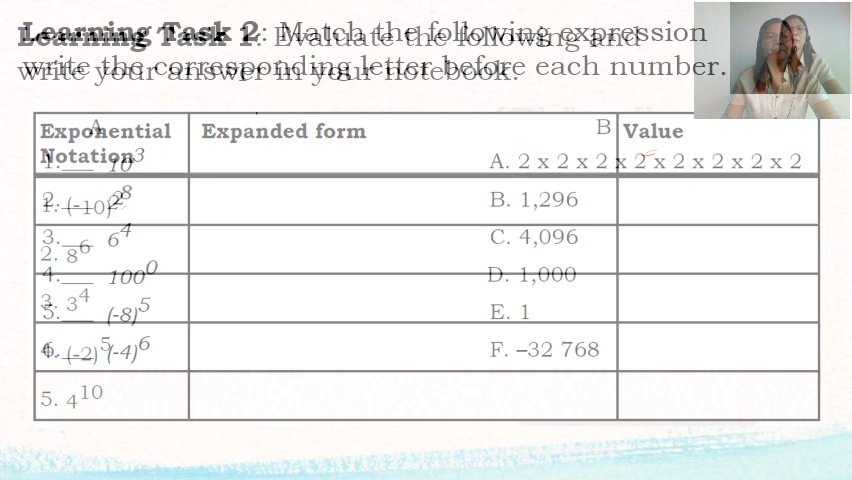 Learning Task 2: Match the following expression
write the corresponding letter before each number.
A B
1.___ 10³ A. 2 x 2 x 2 x 2 x 2 x 2 x 2 x 2
2.___ 2⁸ B. 1,296
3.___ 6⁴ C. 4,096
4.___ 100⁰ D. 1,000
5.___ (-8)⁵ E. 1
6.___ (-4)⁶ F. –32 768
Learning Task 1: Evaluate the following and
write your answer in your notebook.
Exponential Expanded form Value
Notation
1. (-10)²
2. 8⁶
3. 3⁴
4. (-2)⁵
5. 4¹⁰